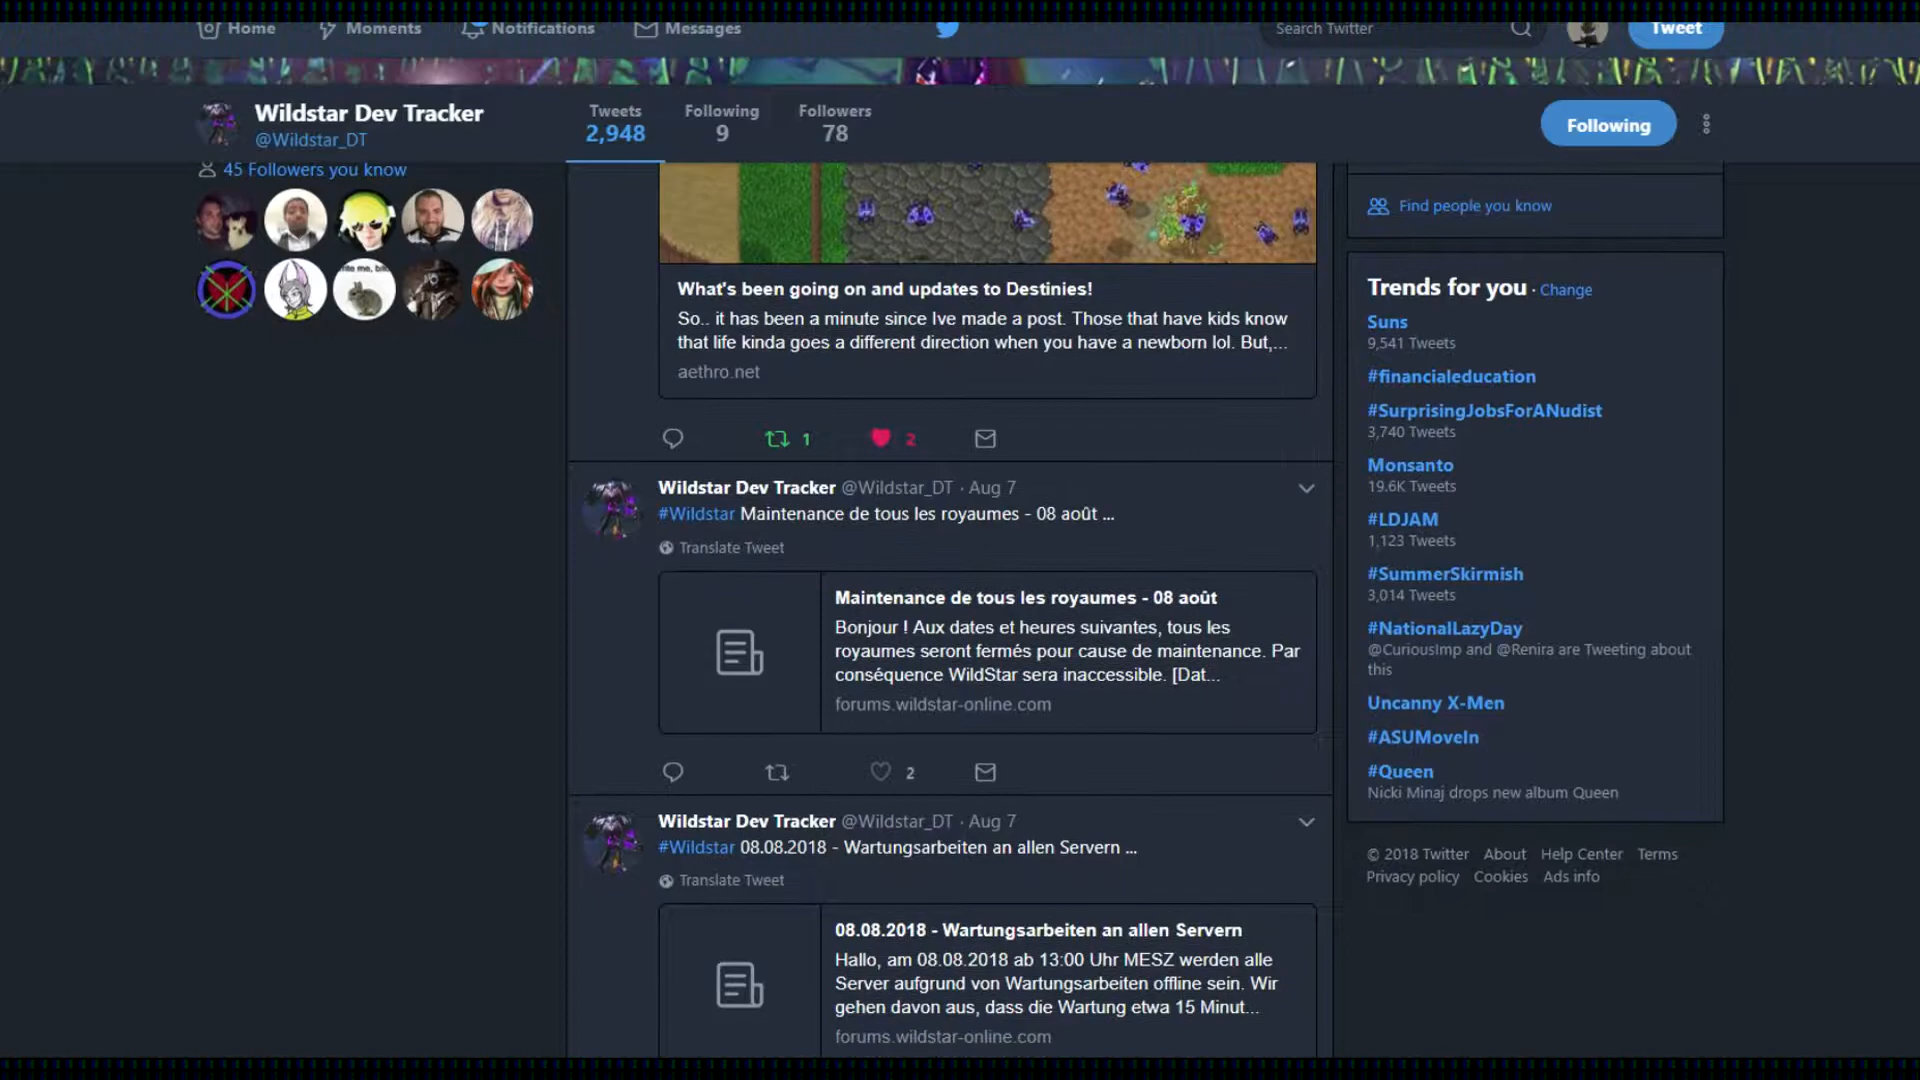 Home Moments Notifications Messages Search Twitter Tweet
Wildstar Dev Tracker
@Wildstar_DT
Tweets
2,948
Following
9
Followers
78
Following
45 Followers you know
What's been going on and updates to Destinies!
So.. it has been a minute since Ive made a post. Those that have kids know
that life kinda goes a different direction when you have a newborn lol. But,...
aethro.net
1 2
Wildstar Dev Tracker @Wildstar_DT · Aug 7
#Wildstar Maintenance de tous les royaumes - 08 août ...
Translate Tweet
Maintenance de tous les royaumes - 08 août
Bonjour ! Aux dates et heures suivantes, tous les
royaumes seront fermés pour cause de maintenance. Par
conséquence WildStar sera inaccessible. [Dat...
forums.wildstar-online.com
2
Wildstar Dev Tracker @Wildstar_DT · Aug 7
#Wildstar 08.08.2018 - Wartungsarbeiten an allen Servern ...
Translate Tweet
08.08.2018 - Wartungsarbeiten an allen Servern
Hallo, am 08.08.2018 ab 13:00 Uhr MESZ werden alle
Server aufgrund von Wartungsarbeiten offline sein. Wir
gehen davon aus, dass die Wartung etwa 15 Minut...
forums.wildstar-online.com
Find people you know
Trends for you · Change
Suns
9,541 Tweets
#financialeducation
#SurprisingJobsForANudist
3,740 Tweets
Monsanto
19.6K Tweets
#LDJAM
1,123 Tweets
#SummerSkirmish
3,014 Tweets
#NationalLazyDay
@CuriousImp and @Renira are Tweeting about
this
Uncanny X-Men
#ASUMoveIn
#Queen
Nicki Minaj drops new album Queen
© 2018 Twitter About Help Center Terms
Privacy policy Cookies Ads info